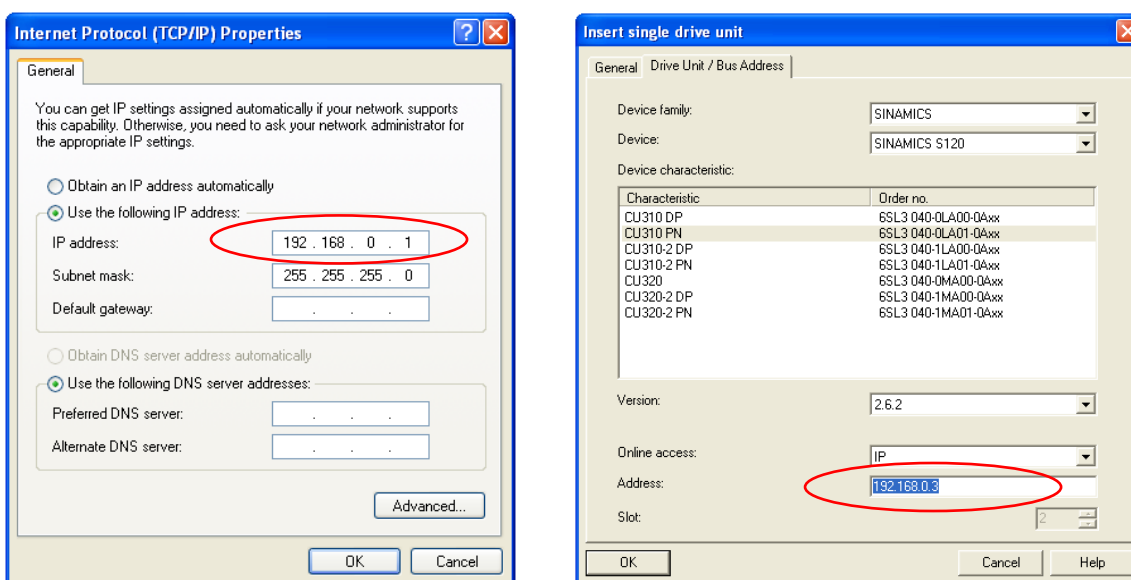 Internet Protocol (TCP/IP) Properties
General
You can get IP settings assigned automatically if your network supports
this capability. Otherwise, you need to ask your network administrator for
the appropriate IP settings.
Obtain an IP address automatically
Use the following IP address:
IP address: 192 . 168 . 0 . 1
Subnet mask: 255 . 255 . 255 . 0
Default gateway: . . .
Obtain DNS server address automatically
Use the following DNS server addresses:
Preferred DNS server: . . .
Alternate DNS server: . . .
Advanced...
OK Cancel
Insert single drive unit
General Drive Unit / Bus Address
Device family: SINAMICS
Device: SINAMICS S120
Device characteristic:
Characteristic Order no.
CU310 DP 6SL3 040-0LA00-0Axx
CU310 PN 6SL3 040-0LA01-0Axx
CU310-2 DP 6SL3 040-1LA00-0Axx
CU310-2 PN 6SL3 040-1LA01-0Axx
CU320 6SL3 040-0MA00-0Axx
CU320-2 DP 6SL3 040-1MA00-0Axx
CU320-2 PN 6SL3 040-1MA01-0Axx
Version: 2.6.2
Online access: IP
Address: 192.168.0.3
Slot: 2
OK Cancel Help